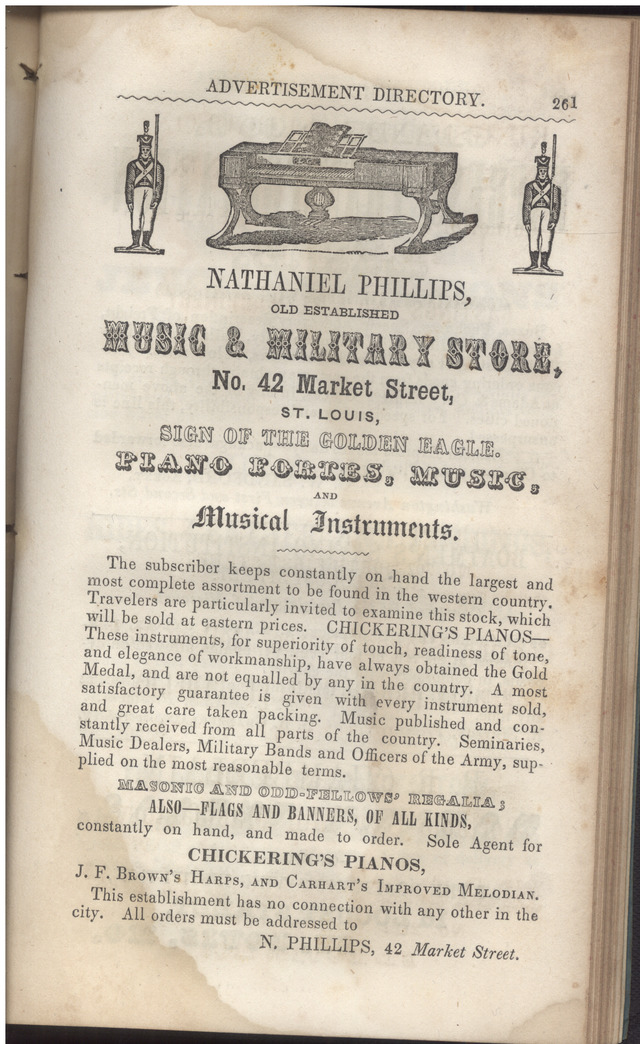 ADVERTISEMENT DIRECTORY. 261
NATHANIEL PHILLIPS,
OLD ESTABLISHED
MUSIC & MILITARY STORE,
No. 42 Market Street,
ST. LOUIS,
SIGN OF THE GOLDEN EAGLE.
PIANO FORTES, MUSIC,
AND
Musical Instruments.
The subscriber keeps constantly on hand the largest and
most complete assortment to be found in the western country.
Travelers are particularly invited to examine this stock, which
will be sold at eastern prices. CHICKERING'S PIANOS—
These instruments, for superiority of touch, readiness of tone,
and elegance of workmanship, have always obtained the Gold
Medal, and are not equalled by any in the country. A most
satisfactory guarantee is given with every instrument sold,
and great care taken packing. Music published and con-
stantly received from all parts of the country. Seminaries,
Music Dealers, Military Bands and Officers of the Army, sup-
plied on the most reasonable terms.
MASONIC AND ODD-FELLOWS' REGALIA;
ALSO—FLAGS AND BANNERS, OF ALL KINDS,
constantly on hand, and made to order. Sole Agent for
CHICKERING'S PIANOS,
J. F. BROWN'S HARPS, AND CARHART'S IMPROVED MELODIAN.
This establishment has no connection with any other in the
city. All orders must be addressed to
N. PHILLIPS, 42 Market Street.